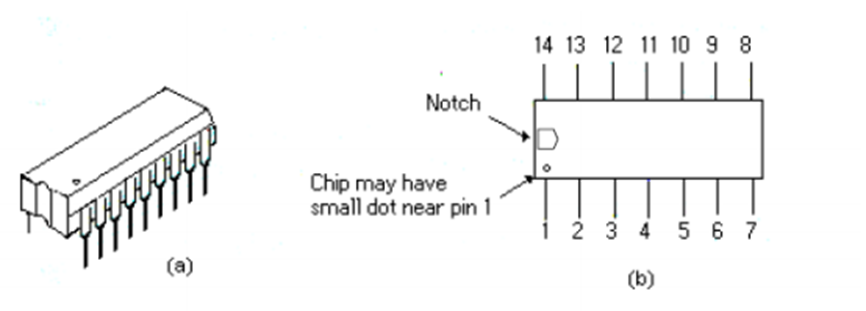 14 13 12 11 10 9 8
Notch
Chip may have
small dot near pin 1
1 2 3 4 5 6 7
(a)
(b)